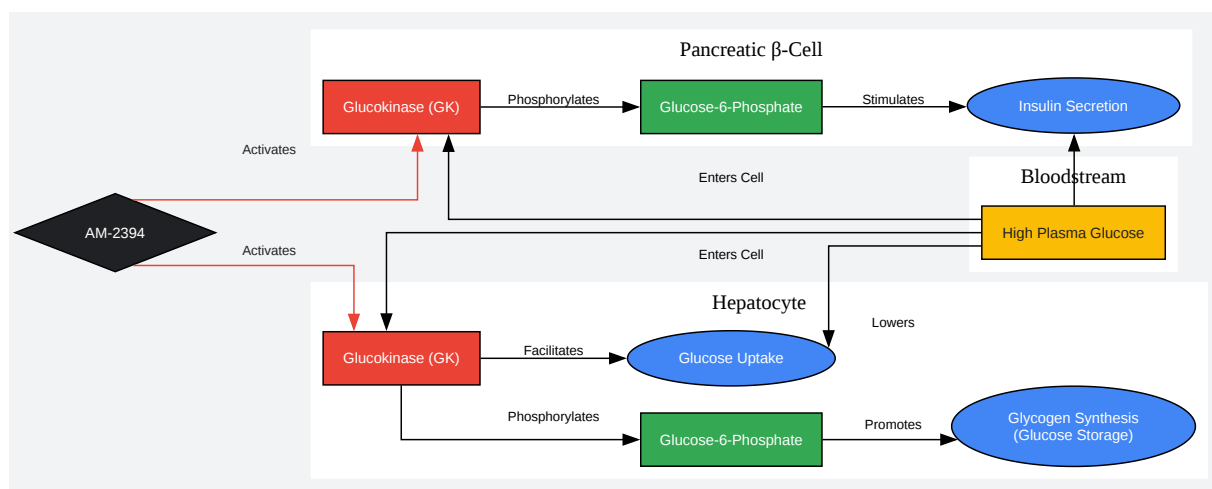 Pancreatic β-Cell
Glucokinase (GK)
Phosphorylates
Glucose-6-Phosphate
Stimulates
Insulin Secretion
Activates
Enters Cell
Bloodstream
AM-2394
High Plasma Glucose
Activates
Enters Cell
Hepatocyte
Lowers
Glucokinase (GK)
Facilitates
Glucose Uptake
Phosphorylates
Glucose-6-Phosphate
Promotes
Glycogen Synthesis
(Glucose Storage)